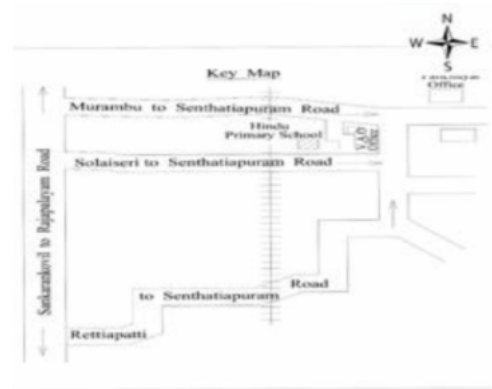 N
W E
S
Key Map
Office
Murambu to Senthatiapuram Road
Hindu
Primary School
V.A.O
Office
Solaiseri to Senthatiapuram Road
Sankarankovil to Rajapalayam Road
Road
to Senthatiapuram
Rettiapatti